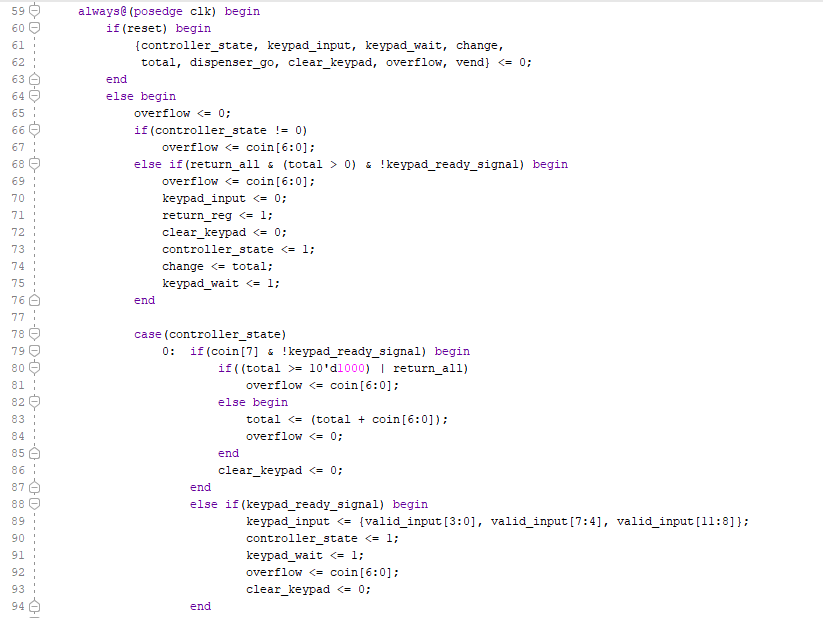 59 always@(posedge clk) begin
60 if(reset) begin
61 {controller_state, keypad_input, keypad_wait, change,
62 total, dispenser_go, clear_keypad, overflow, vend} <= 0;
63 end
64 else begin
65 overflow <= 0;
66 if(controller_state != 0)
67 overflow <= coin[6:0];
68 else if(return_all & (total > 0) & !keypad_ready_signal) begin
69 overflow <= coin[6:0];
70 keypad_input <= 0;
71 return_reg <= 1;
72 clear_keypad <= 0;
73 controller_state <= 1;
74 change <= total;
75 keypad_wait <= 1;
76 end
77
78 case(controller_state)
79 0: if(coin[7] & !keypad_ready_signal) begin
80 if((total >= 10'd1000) | return_all)
81 overflow <= coin[6:0];
82 else begin
83 total <= (total + coin[6:0]);
84 overflow <= 0;
85 end
86 clear_keypad <= 0;
87 end
88 else if(keypad_ready_signal) begin
89 keypad_input <= {valid_input[3:0], valid_input[7:4], valid_input[11:8]};
90 controller_state <= 1;
91 keypad_wait <= 1;
92 overflow <= coin[6:0];
93 clear_keypad <= 0;
94 end